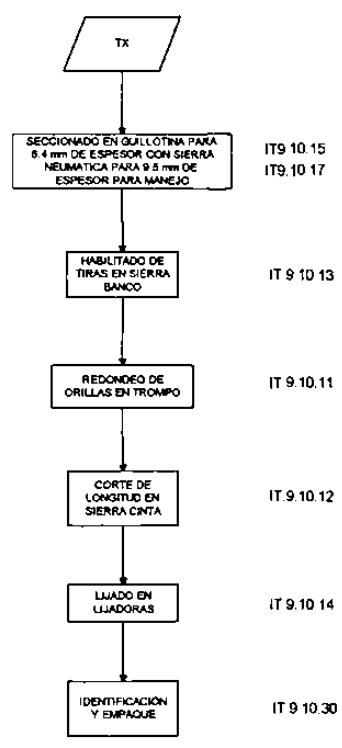 TX
SECCIONADO EN GUILLOTINA PARA
6.4 mm DE ESPESOR CON SIERRA
NEUMATICA PARA 9.5 mm DE
ESPESOR PARA MANEJO
IT9 10.15
IT9.10 17
HABILITADO DE
TIRAS EN SIERRA
BANCO
IT 9 10 13
REDONDEO DE
ORILLAS EN TROMPO
IT 9.10.11
CORTE DE
LONGITUD EN
SIERRA CINTA
IT.9.10.12
LIJADO EN
LIJADORAS
IT 9.10.14
IDENTIFICACIÓN
Y EMPAQUE
IT 9 10.30